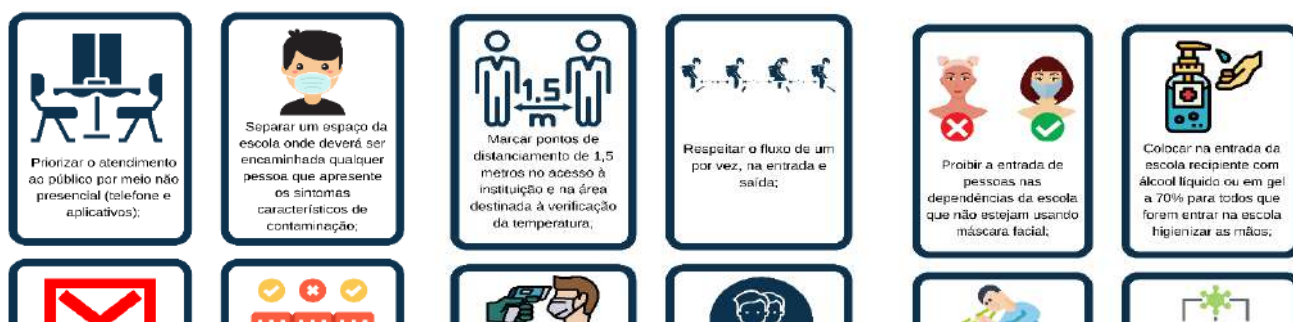 Priorizar o atendimento
ao público por meio não
presencial (telefone e
aplicativos);
Separar um espaço da
escola onde deverá ser
encaminhada qualquer
pessoa que apresente
os sintomas
característicos de
contaminação;
1.5
m
Marcar pontos de
distanciamento de 1,5
metros no acesso à
instituição e na área
destinada à verificação
da temperatura;
Respeitar o fluxo de um
por vez, na entrada e
saída;
Proibir a entrada de
pessoas nas
dependências da escola
que não estejam usando
máscara facial;
Colocar na entrada da
escola recipiente com
álcool líquido ou em gel
a 70% para todos que
forem entrar na escola
higienizar as mãos;